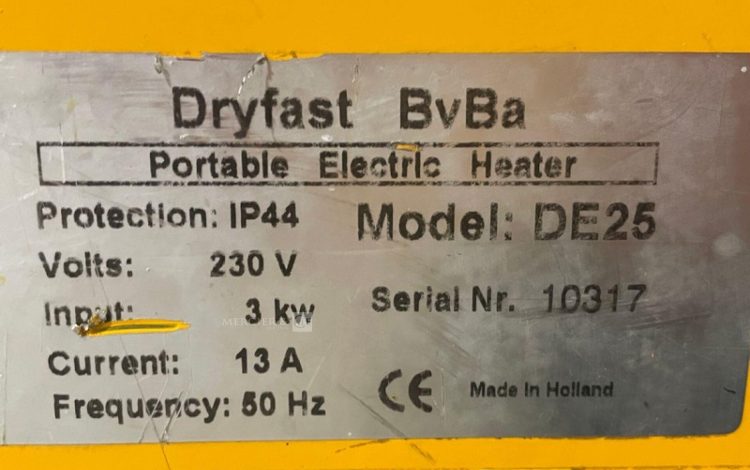 Dryfast BvBa
Portable Electric Heater
Protection: IP44
Model: DE25
Volts: 230 V
Input: 3 kw
Serial Nr. 10317
Current: 13 A
CE Made in Holland
Frequency: 50 Hz